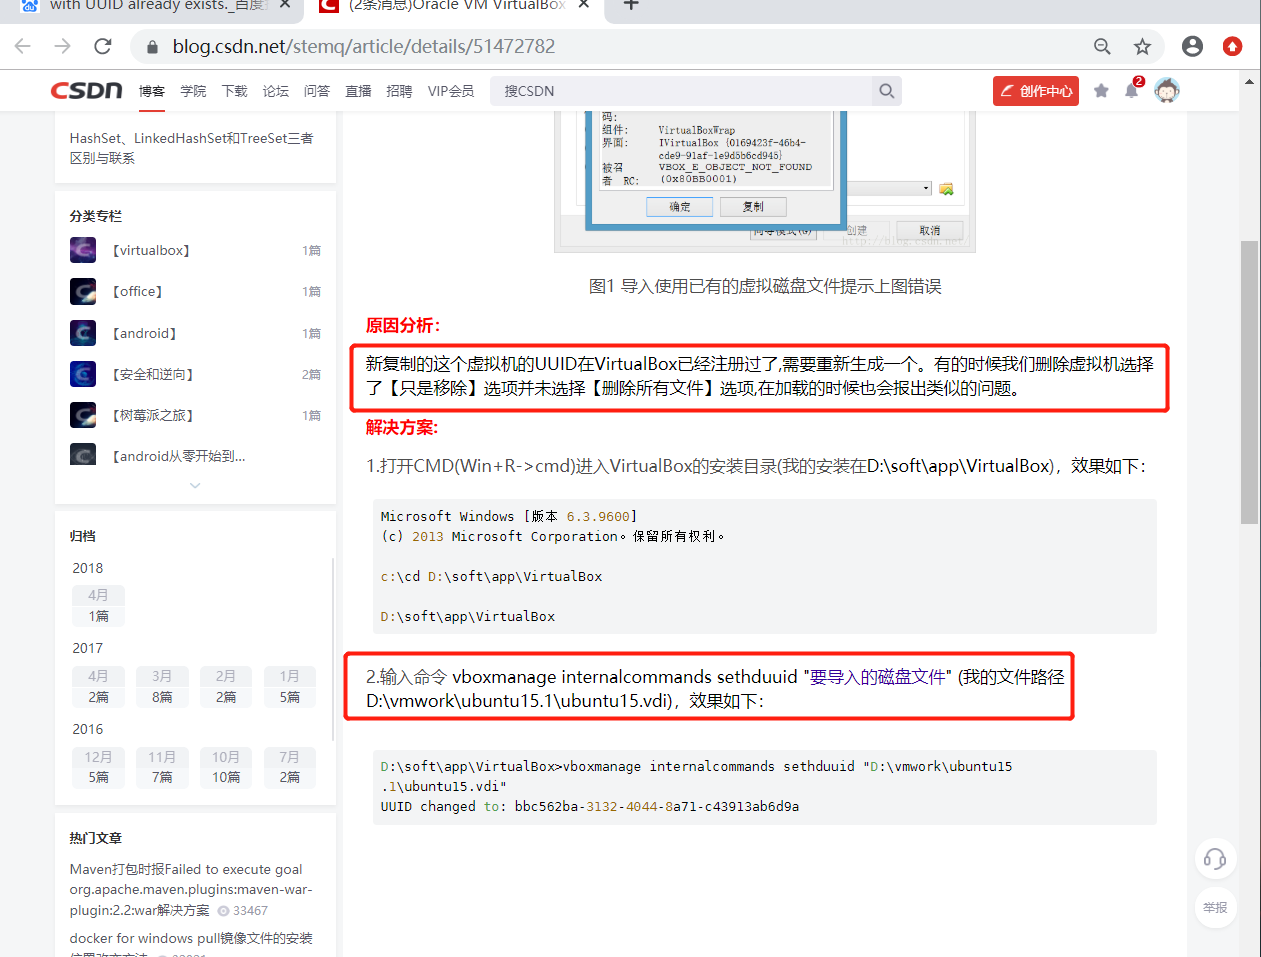 with UUID already exists._百度
(2条消息)Oracle VM VirtualBox
blog.csdn.net/stemq/article/details/51472782
CSDN 博客 学院 下载 论坛 问答 直播 招聘 VIP会员 搜CSDN 创作中心 2
HashSet、LinkedHashSet和TreeSet三者
区别与联系
分类专栏
【virtualbox】 1篇
【office】 1篇
【android】 1篇
【安全和逆向】 2篇
【树莓派之旅】 1篇
【android从零开始到...
归档
2018
4月
1篇
2017
4月 3月 2月 1月
2篇 8篇 2篇 5篇
2016
12月 11月 10月 7月
5篇 7篇 10篇 2篇
热门文章
Maven打包时报Failed to execute goal
org.apache.maven.plugins:maven-war-
plugin:2.2:war解决方案 33467
docker for windows pull镜像文件的安装
码:
组件: VirtualBoxWrap
界面: IVirtualBox {0169423f-46b4-
cde9-91af-1e9d5b6cd945}
被召 VBOX_E_OBJECT_NOT_FOUND
者 RC: (0x80BB0001)
确定 复制
向导模式(G) 创建 取消
http://blog.csdn.net/
图1 导入使用已有的虚拟磁盘文件提示上图错误
原因分析：
新复制的这个虚拟机的UUID在VirtualBox已经注册过了,需要重新生成一个。有的时候我们删除虚拟机选择
了【只是移除】选项并未选择【删除所有文件】选项,在加载的时候也会报出类似的问题。
解决方案:
1.打开CMD(Win+R->cmd)进入VirtualBox的安装目录(我的安装在D:\soft\app\VirtualBox)，效果如下：
Microsoft Windows [版本 6.3.9600]
(c) 2013 Microsoft Corporation。保留所有权利。
c:\cd D:\soft\app\VirtualBox
D:\soft\app\VirtualBox
2.输入命令 vboxmanage internalcommands sethduuid "要导入的磁盘文件" (我的文件路径
D:\vmwork\ubuntu15.1\ubuntu15.vdi)，效果如下：
D:\soft\app\VirtualBox>vboxmanage internalcommands sethduuid "D:\vmwork\ubuntu15
.1\ubuntu15.vdi"
UUID changed to: bbc562ba-3132-4044-8a71-c43913ab6d9a
举报